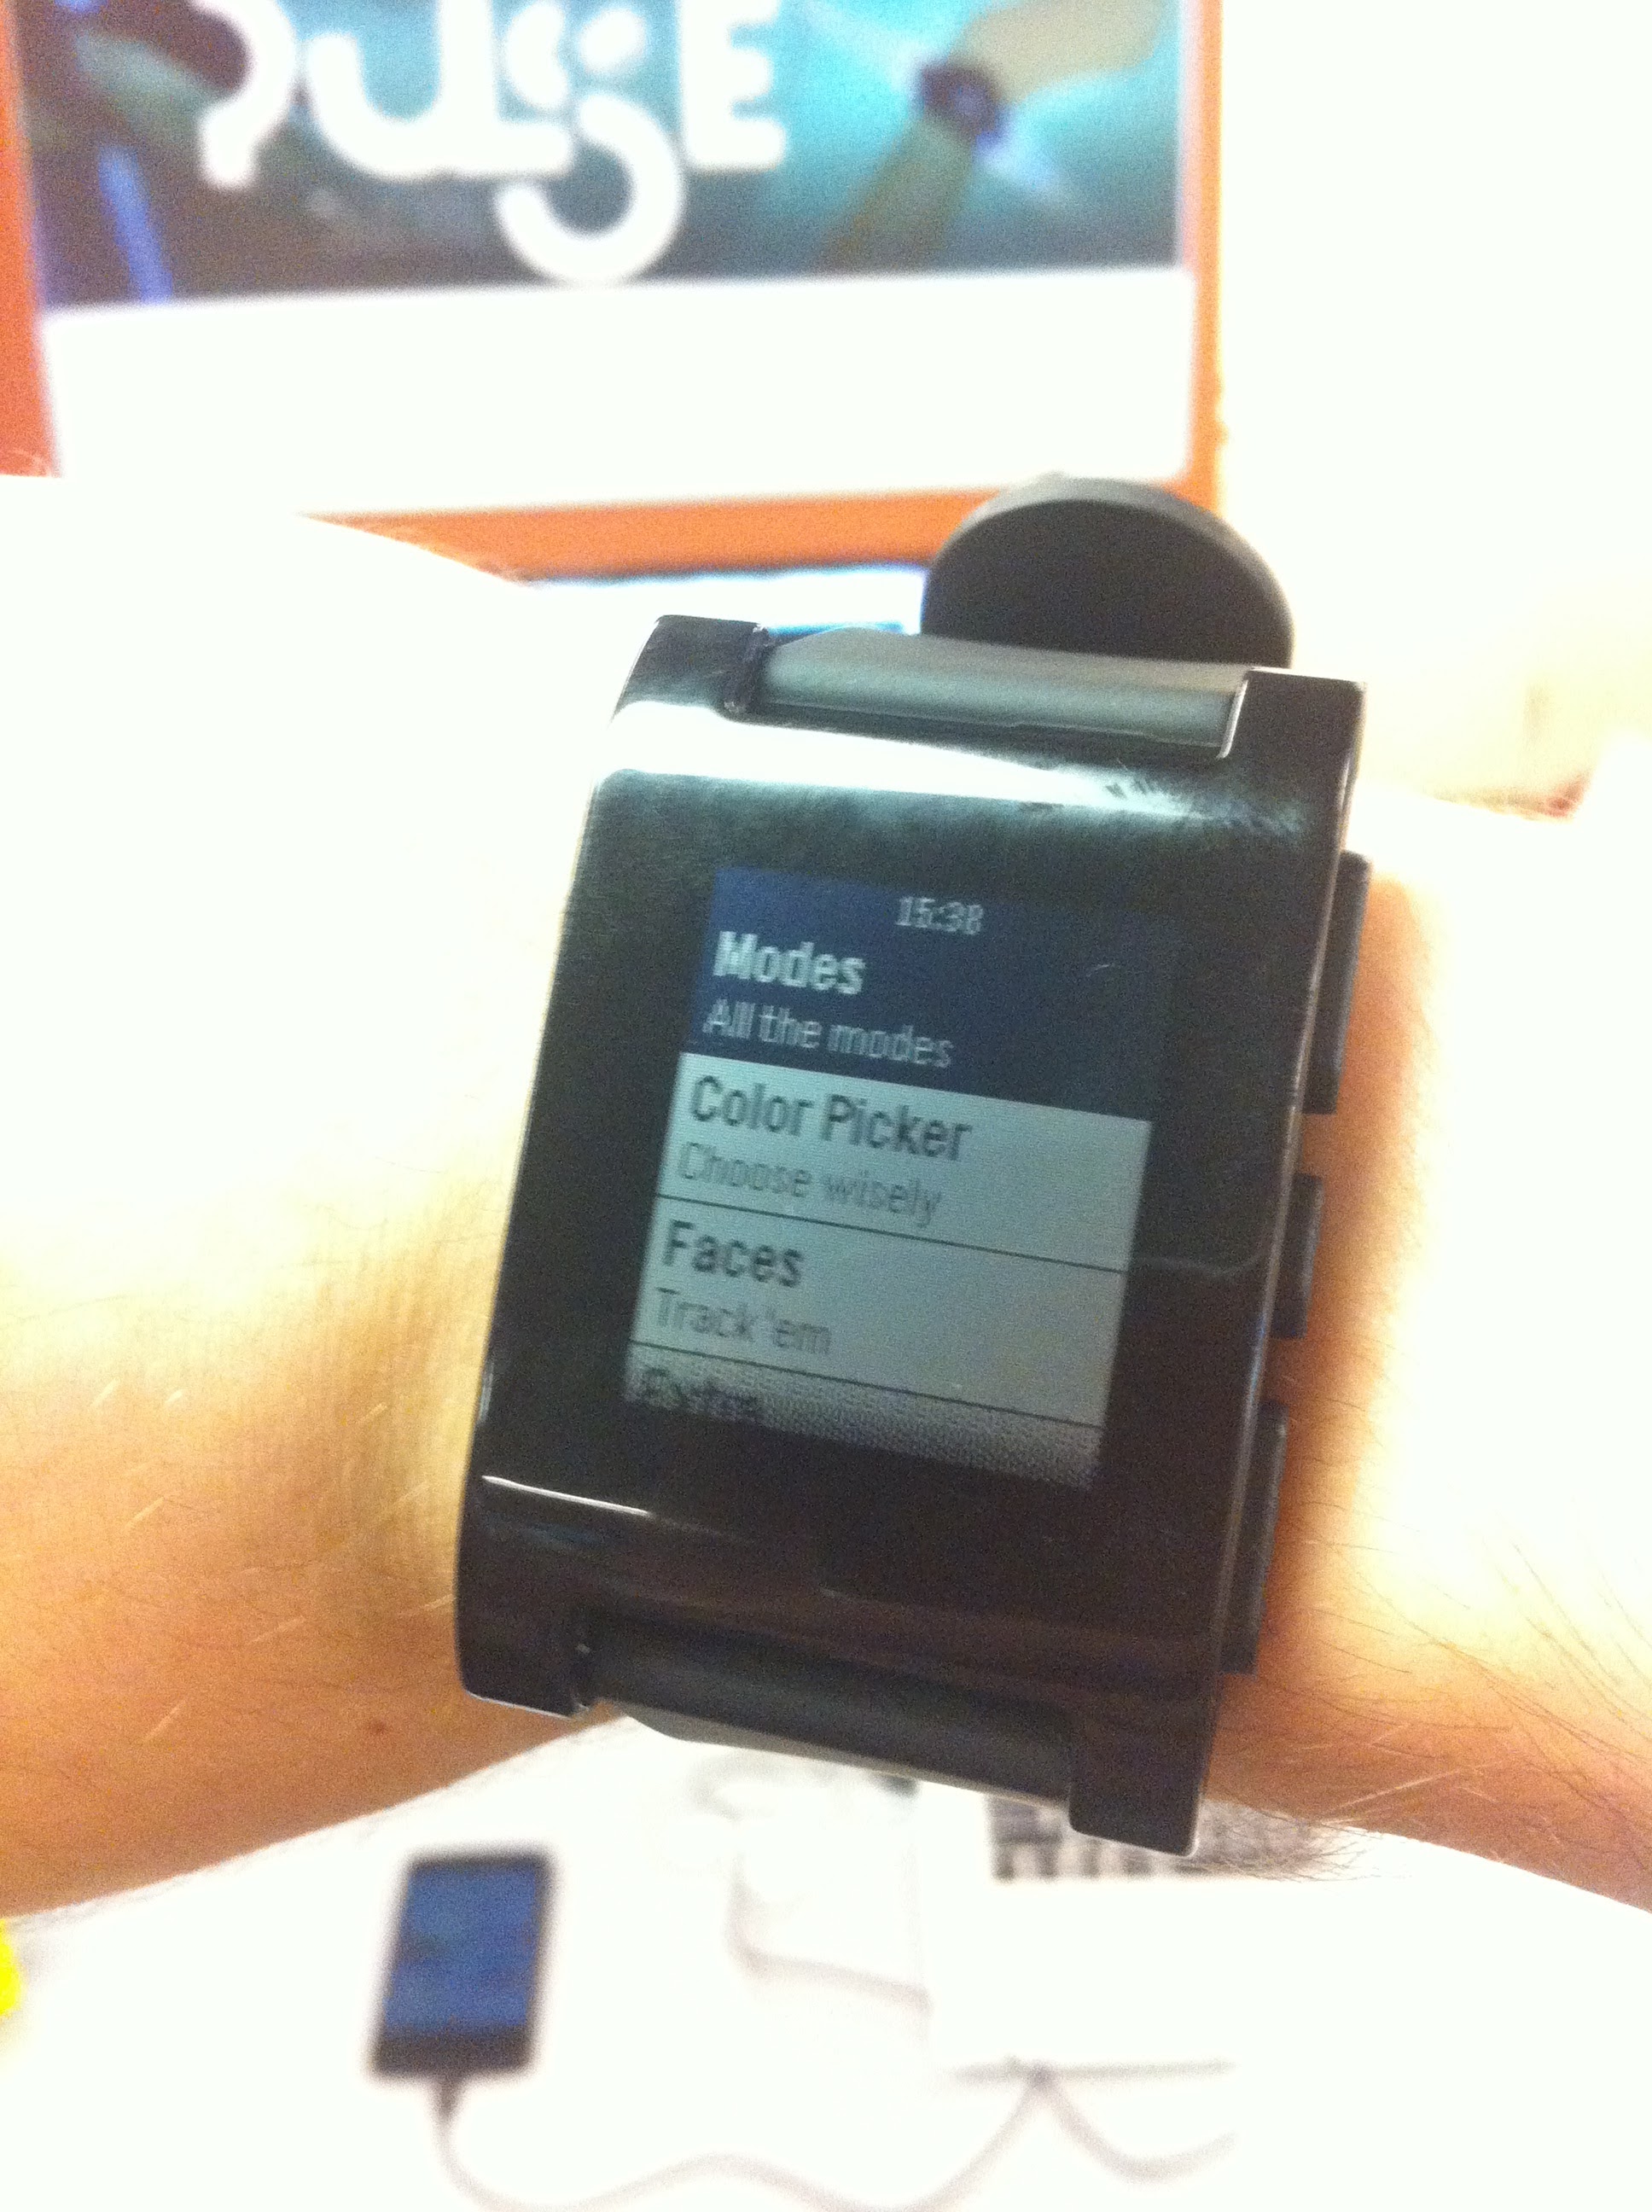 PULSE
15:38
Modes
All the modes
Color Picker
Choose wisely
Faces
Track 'em